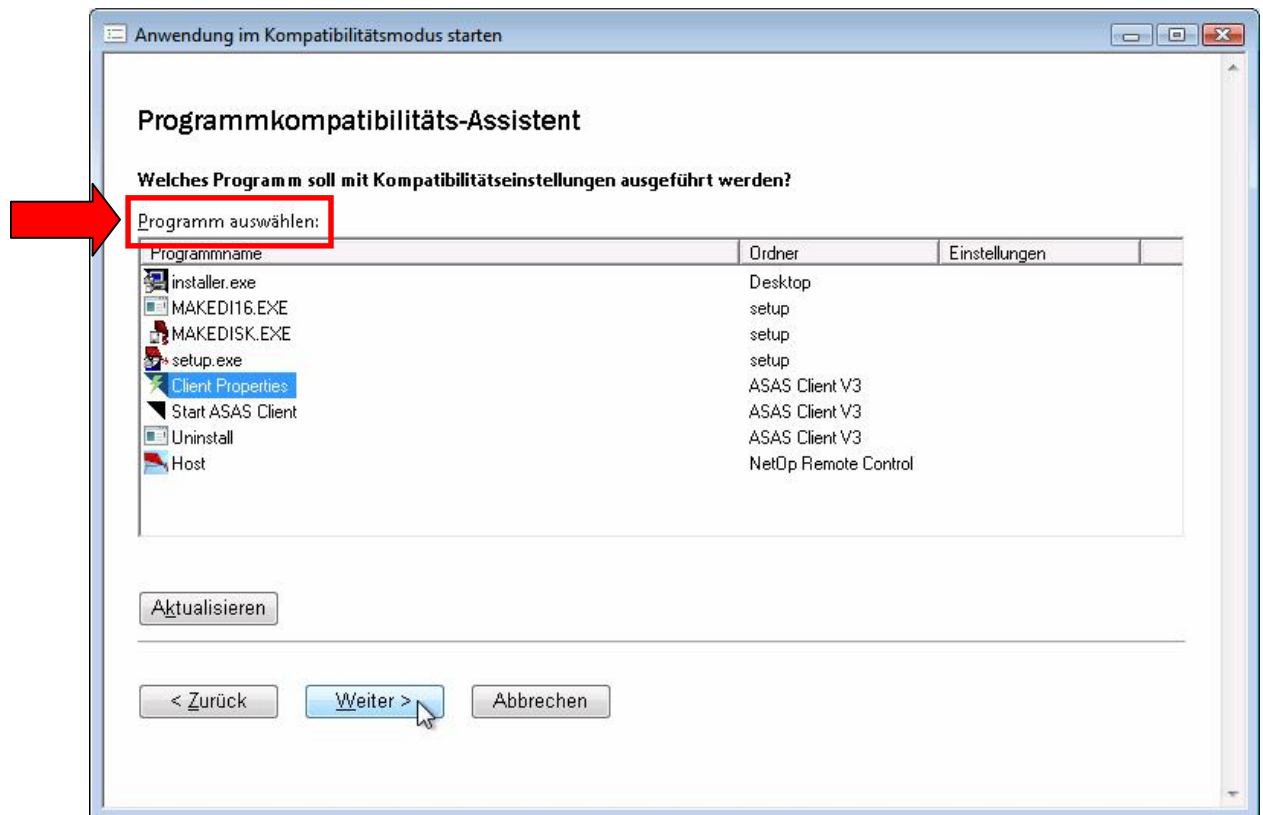 Anwendung im Kompatibilitätsmodus starten
Programmkompatibilitäts-Assistent
Welches Programm soll mit Kompatibilitätseinstellungen ausgeführt werden?
Programm auswählen:
Programmname Ordner Einstellungen
installer.exe Desktop
MAKEDI16.EXE setup
MAKEDISK.EXE setup
setup.exe setup
Client Properties ASAS Client V3
Start ASAS Client ASAS Client V3
Uninstall ASAS Client V3
Host NetOp Remote Control
Aktualisieren
< Zurück Weiter > Abbrechen